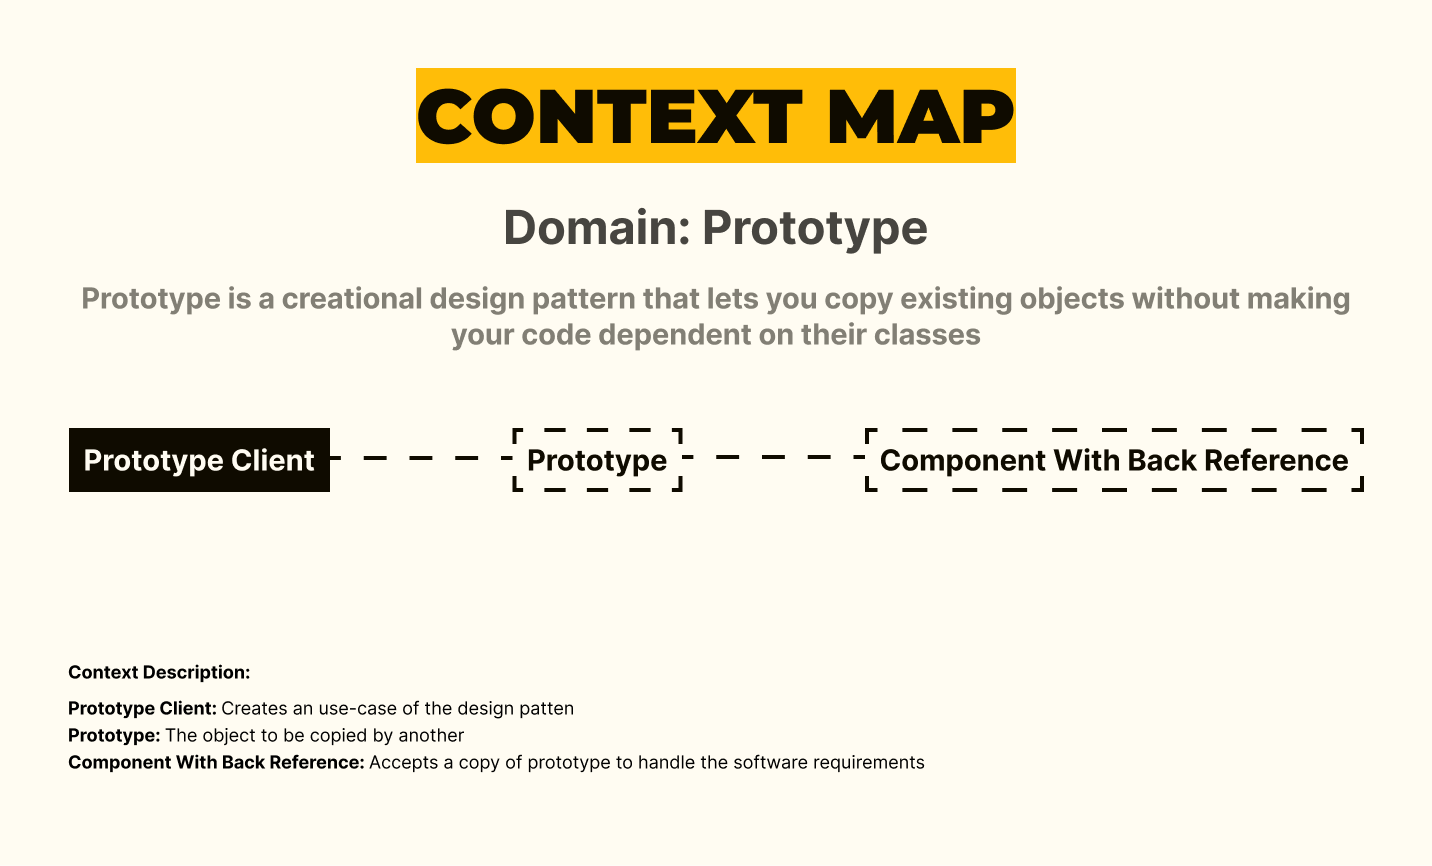 CONTEXT MAP
Domain: Prototype
Prototype is a creational design pattern that lets you copy existing objects without making
your code dependent on their classes
Prototype Client
Prototype
Component With Back Reference
Context Description:
Prototype Client: Creates an use-case of the design patten
Prototype: The object to be copied by another
Component With Back Reference: Accepts a copy of prototype to handle the software requirements